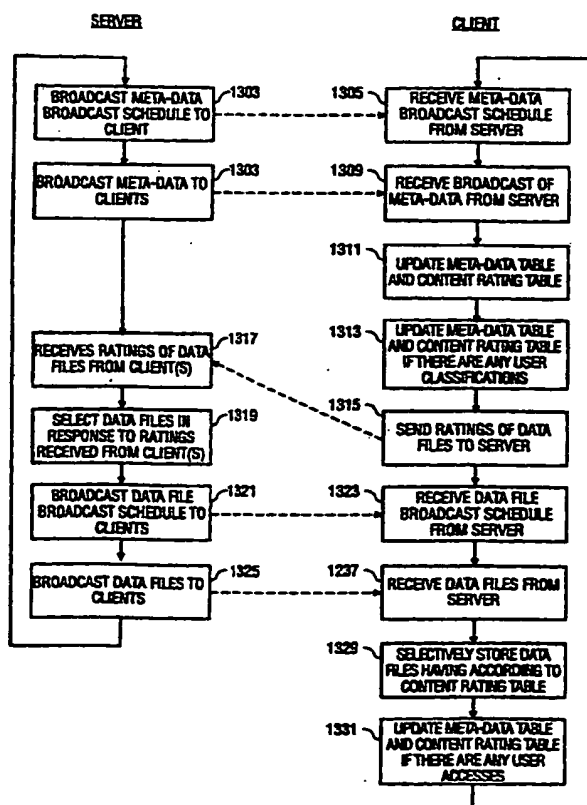 SERVER
CLIENT
1303
BROADCAST META-DATA
BROADCAST SCHEDULE TO
CLIENT
1305
RECEIVE META-DATA
BROADCAST SCHEDULE
FROM SERVER
1303
BROADCAST META-DATA TO
CLIENTS
1309
RECEIVE BROADCAST OF
META-DATA FROM SERVER
1311
UPDATE META-DATA TABLE
AND CONTENT RATING TABLE
1313
UPDATE META-DATA TABLE
AND CONTENT RATING TABLE
IF THERE ARE ANY USER
CLASSIFICATIONS
1317
RECEIVES RATINGS OF DATA
FILES FROM CLIENT(S)
1315
SEND RATINGS OF DATA
FILES TO SERVER
1319
SELECT DATA FILES IN
RESPONSE TO RATINGS
RECEIVED FROM CLIENT(S)
1321
BROADCAST DATA FILE
BROADCAST SCHEDULE TO
CLIENTS
1323
RECEIVE DATA FILE
BROADCAST SCHEDULE
FROM SERVER
1325
BROADCAST DATA FILES TO
CLIENTS
1237
RECEIVE DATA FILES FROM
SERVER
1329
SELECTIVELY STORE DATA
FILES HAVING ACCORDING TO
CONTENT RATING TABLE
1331
UPDATE META-DATA TABLE
AND CONTENT RATING TABLE
IF THERE ARE ANY USER
ACCESSES